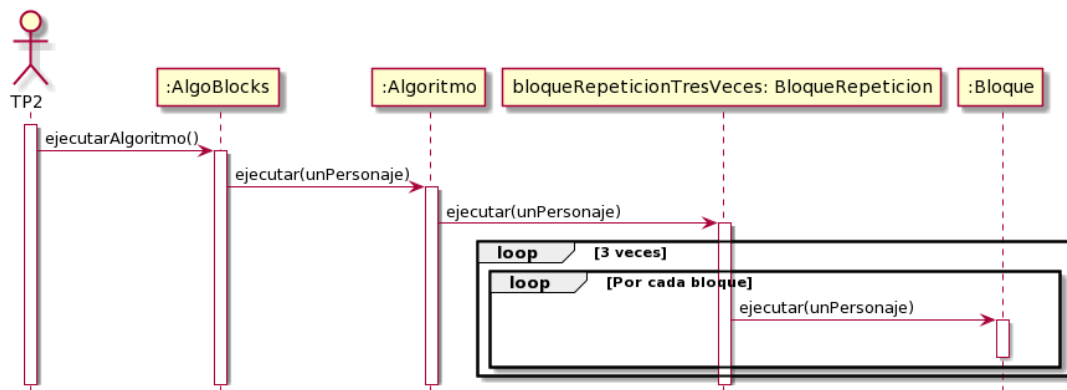 TP2
:AlgoBlocks
:Algoritmo
bloqueRepeticionTresVeces: BloqueRepeticion
:Bloque
ejecutarAlgoritmo()
ejecutar(unPersonaje)
ejecutar(unPersonaje)
loop [3 veces]
loop [Por cada bloque]
ejecutar(unPersonaje)